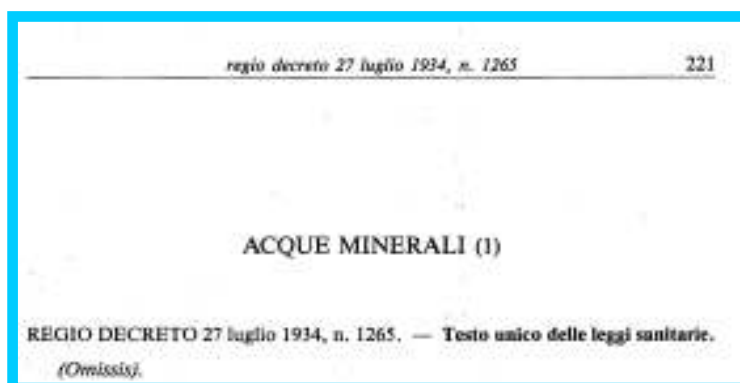 regio decreto 27 luglio 1934, n. 1265 221
ACQUE MINERALI (1)
REGIO DECRETO 27 luglio 1934, n. 1265. — Testo unico delle leggi sanitarie.
(Omissis).